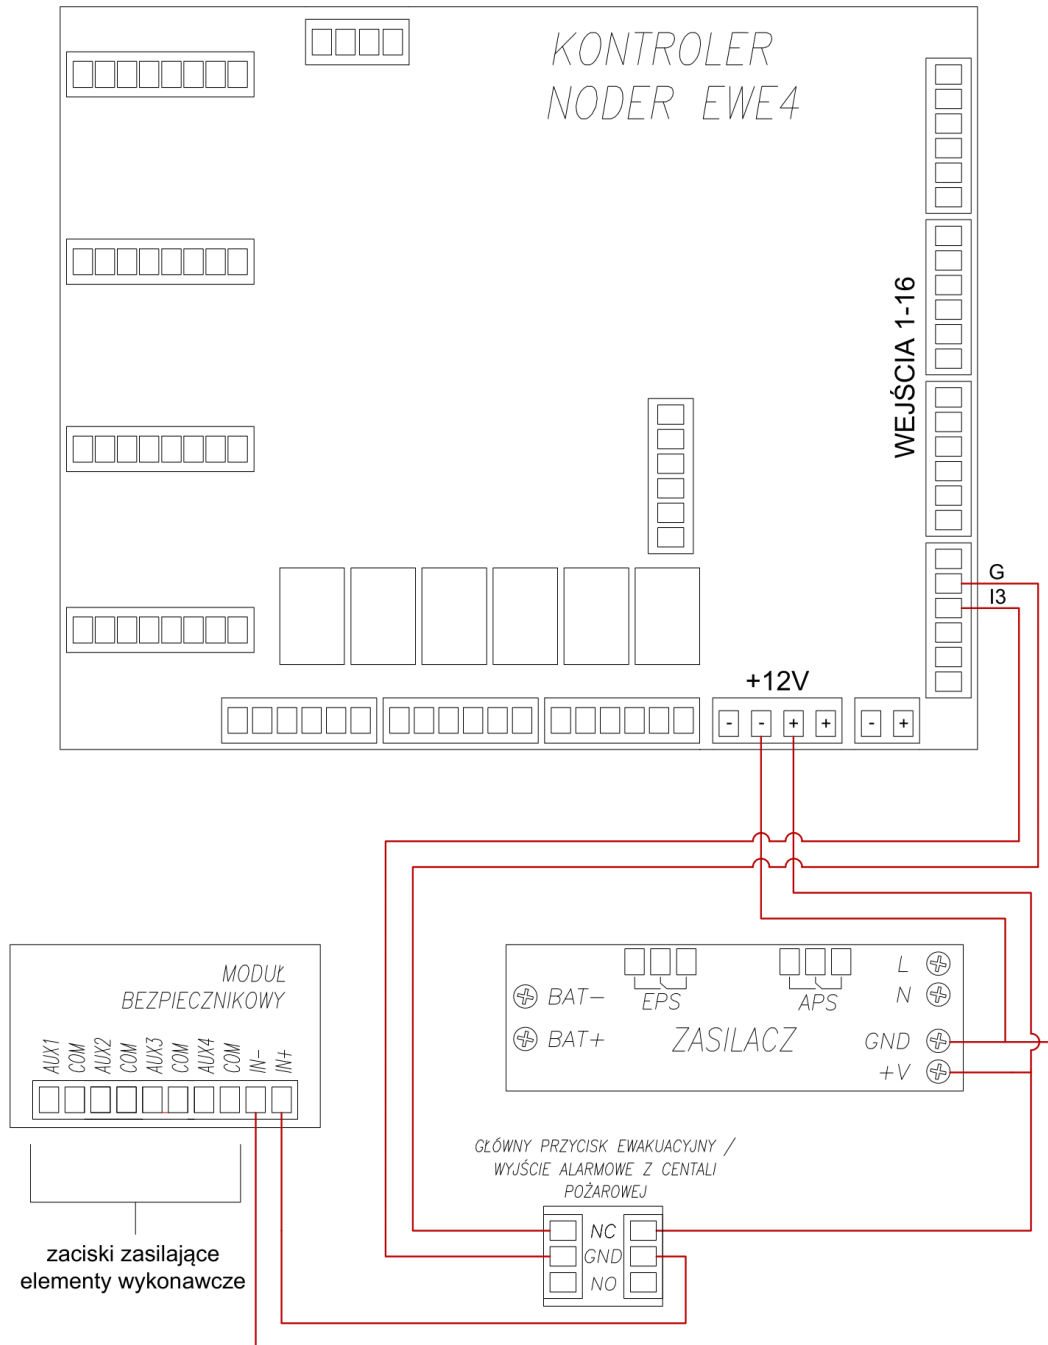 KONTROLER
NODER EWE4
WEJŚCIA 1-16
G
I3
+12V
- - + +
- +
MODUŁ
BEZPIECZNIKOWY
AUX1 COM AUX2 COM AUX3 COM AUX4 COM IN- IN+
zaciski zasilające
elementy wykonawcze
BAT-
BAT+
EPS
APS
ZASILACZ
L
N
GND
+V
GŁÓWNY PRZYCISK EWAKUACYJNY /
WYJŚCIE ALARMOWE Z CENTALI
POŻAROWEJ
NC
GND
NO